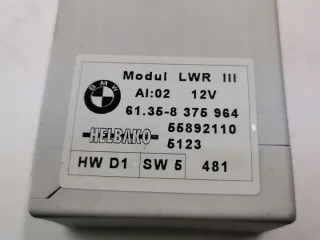 BMW
Modul LWR III
AI:02 12V
61.35-8 375 964
55892110
HELBAKO 5123
HW D1 SW 5 481